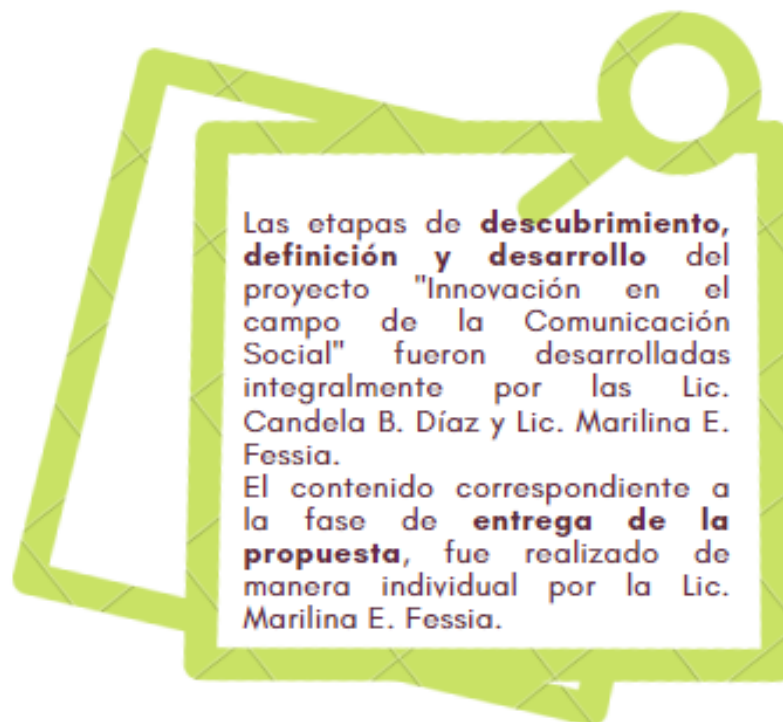 Las etapas de descubrimiento,
definición y desarrollo del
proyecto "Innovación en el
campo de la Comunicación
Social" fueron desarrolladas
integralmente por las Lic.
Candela B. Díaz y Lic. Marilina E.
Fessia.
El contenido correspondiente a
la fase de entrega de la
propuesta, fue realizado de
manera individual por la Lic.
Marilina E. Fessia.